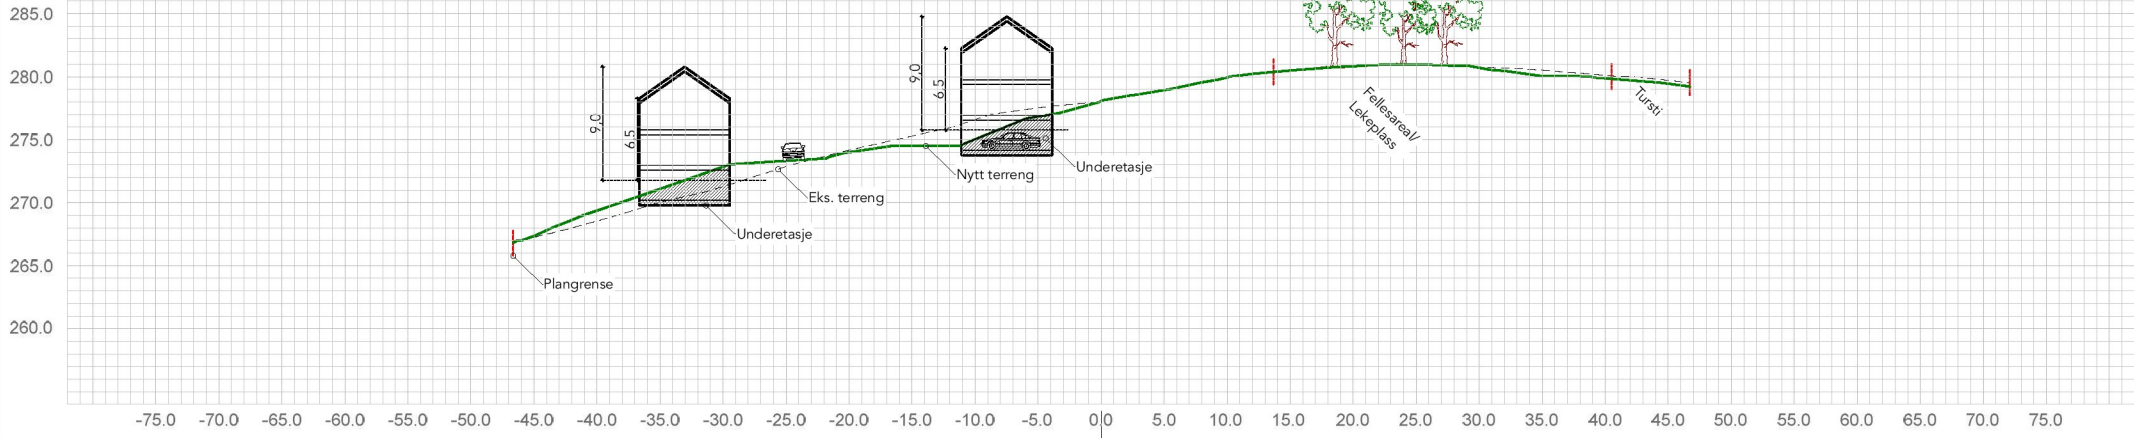 285.0
280.0
275.0
270.0
265.0
260.0
9,0
6.5
9,0
6.5
Fellesareal/
Lekeplass
Tursti
Underetasje
Nytt terreng
Eks. terreng
Underetasje
Plangrense
-75.0 -70.0 -65.0 -60.0 -55.0 -50.0 -45.0 -40.0 -35.0 -30.0 -25.0 -20.0 -15.0 -10.0 -5.0 0.0 5.0 10.0 15.0 20.0 25.0 30.0 35.0 40.0 45.0 50.0 55.0 60.0 65.0 70.0 75.0